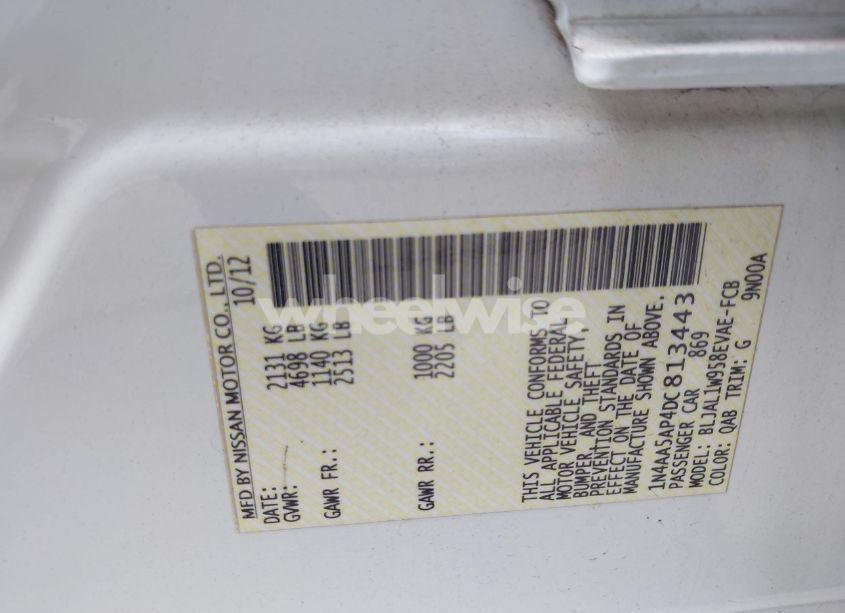 MFD BY NISSAN MOTOR CO., LTD.
DATE: 10/12
GVWR: 2131 KG
4698 LB
GAWR FR.: 1140 KG
2513 LB
GAWR RR.: 1000 KG
2205 LB
THIS VEHICLE CONFORMS TO
ALL APPLICABLE FEDERAL
MOTOR VEHICLE SAFETY,
BUMPER, AND THEFT
PREVENTION STANDARDS IN
EFFECT ON THE DATE OF
MANUFACTURE SHOWN ABOVE.
1N4AA5AP4DC813443
PASSENGER CAR 869
MODEL: BLJAL1W9S8EVAE-FCB
COLOR: QAB TRIM: G 9N00A
wheelwise